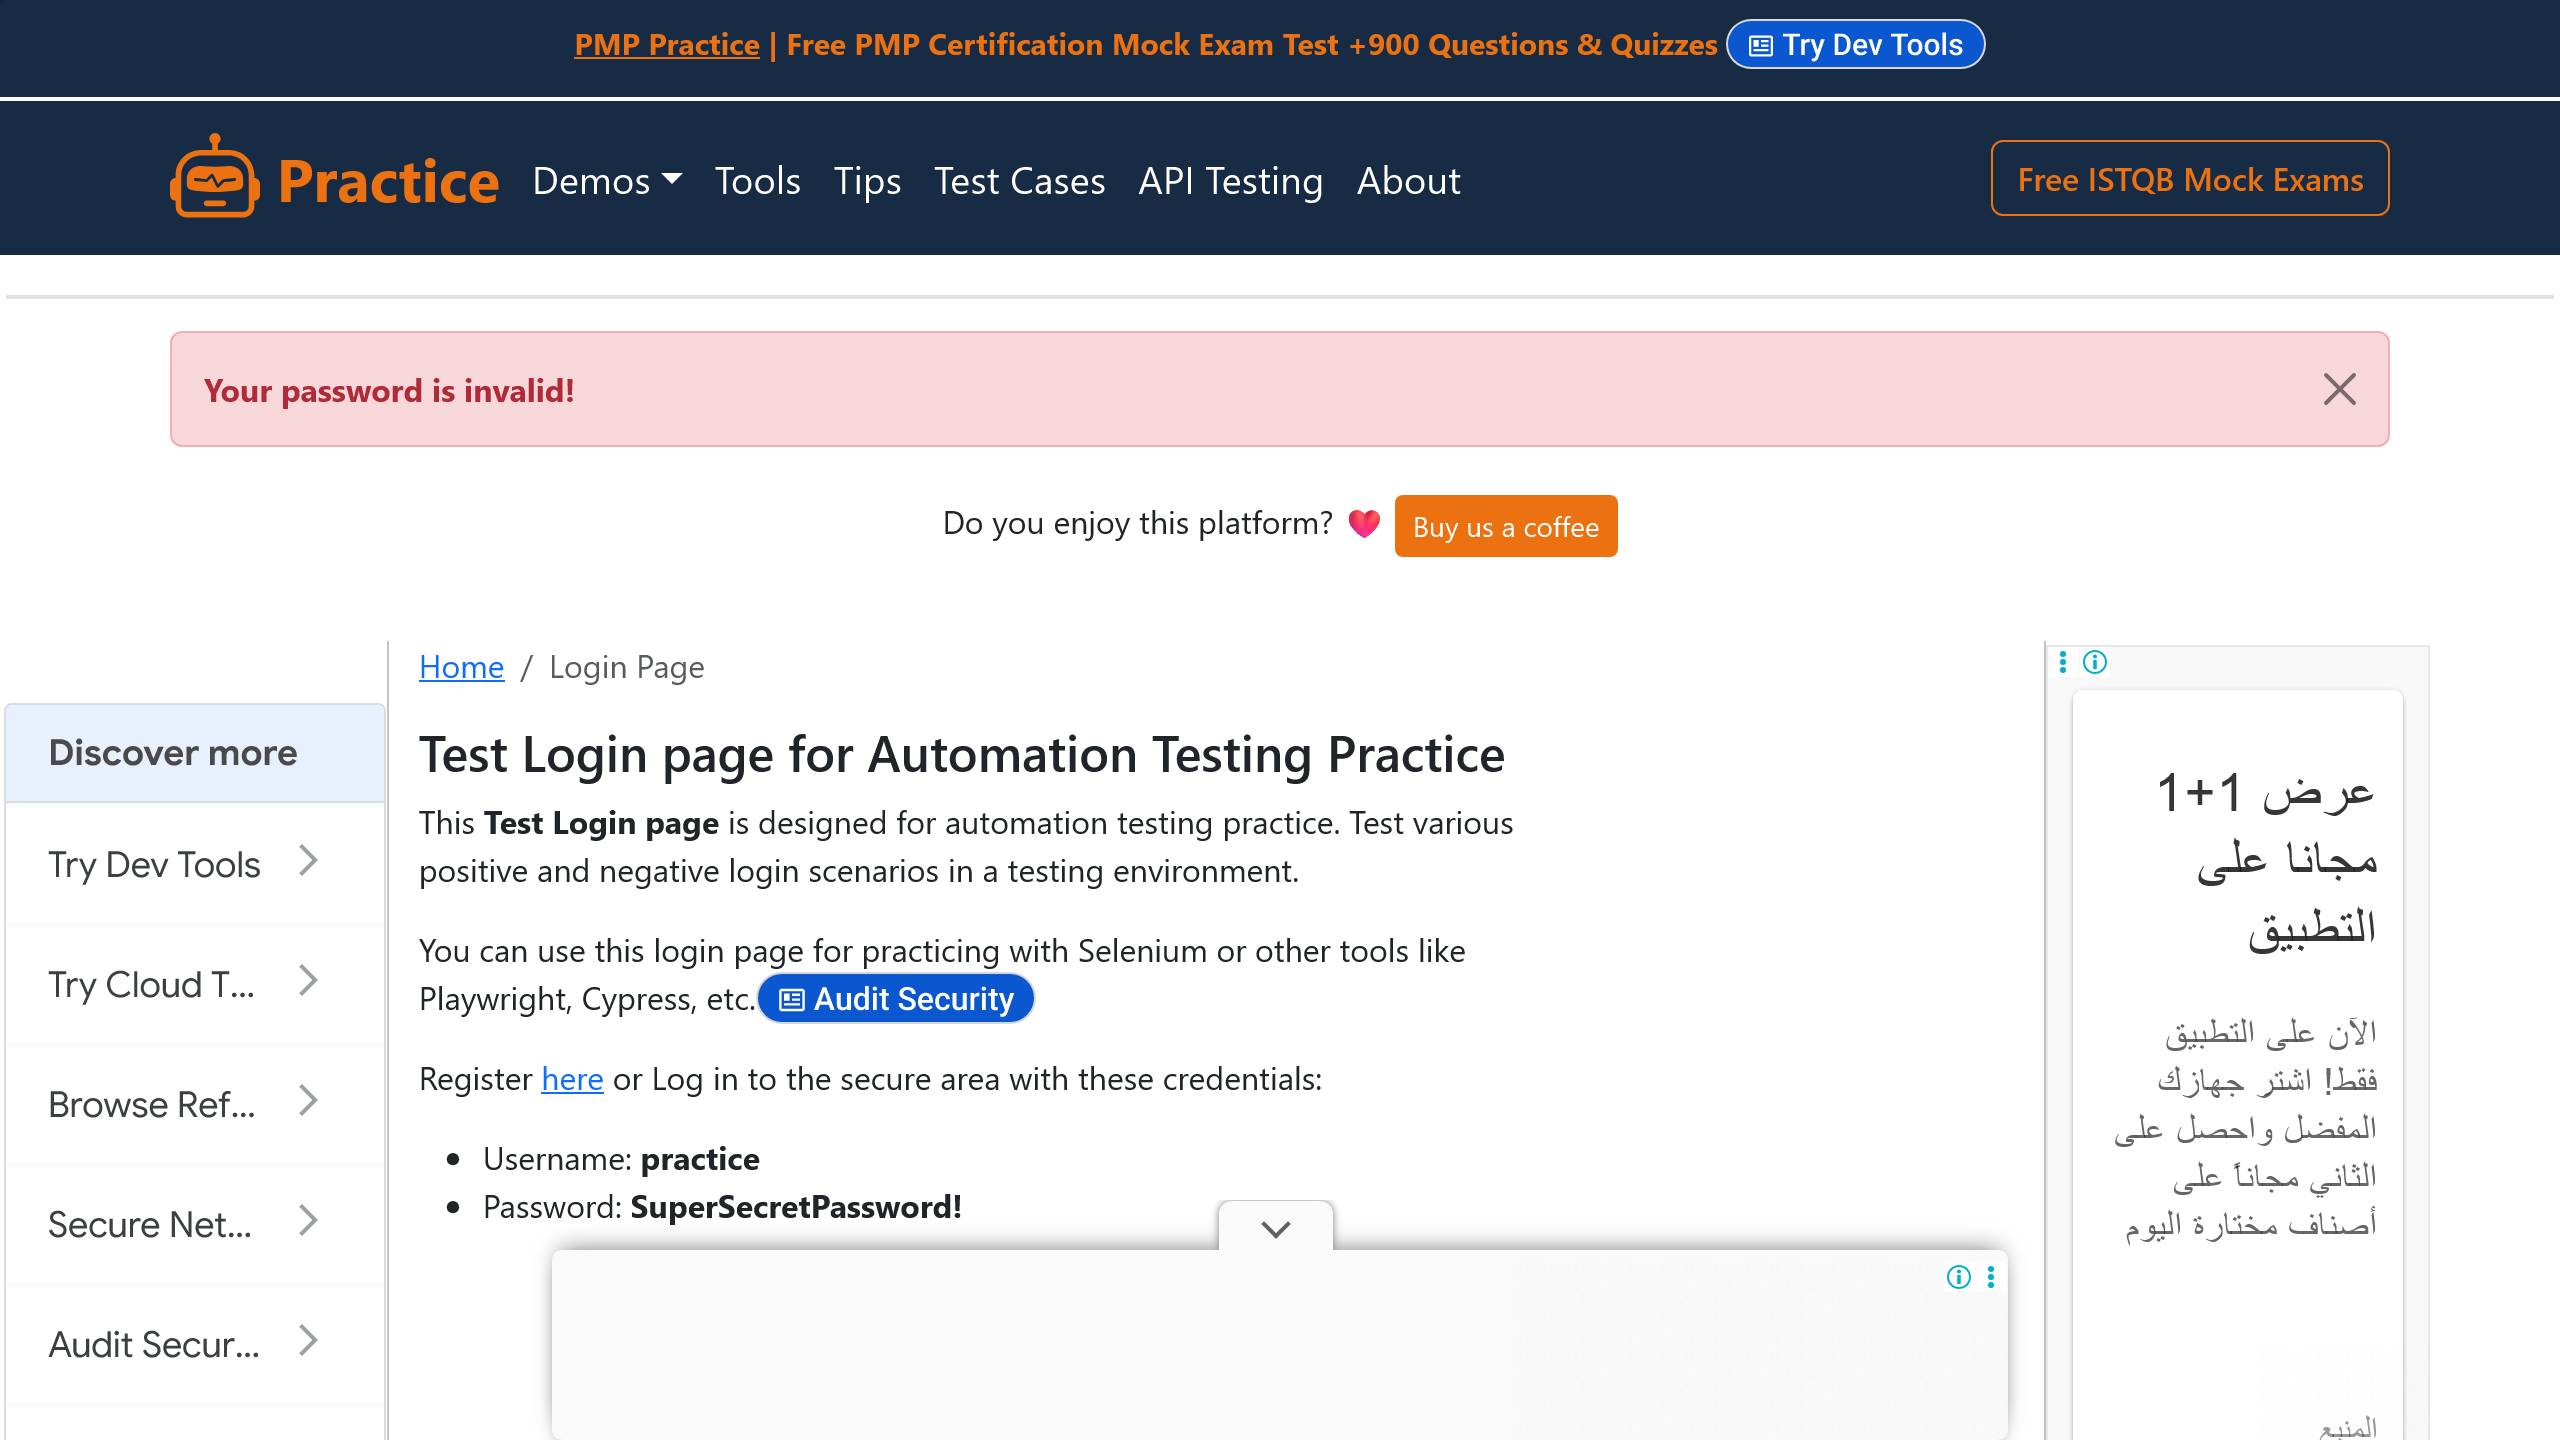 PMP Practice | Free PMP Certification Mock Exam Test +900 Questions & Quizzes Try Dev Tools
Practice Demos Tools Tips Test Cases API Testing About Free ISTQB Mock Exams
Your password is invalid!
Do you enjoy this platform? Buy us a coffee
Discover more
Try Dev Tools
Try Cloud T...
Browse Ref...
Secure Net...
Audit Secur...
Home / Login Page
Test Login page for Automation Testing Practice
This Test Login page is designed for automation testing practice. Test various
positive and negative login scenarios in a testing environment.
You can use this login page for practicing with Selenium or other tools like
Playwright, Cypress, etc. Audit Security
Register here or Log in to the secure area with these credentials:
Username: practice
Password: SuperSecretPassword!
عرض 1+1
مجانا على
التطبيق
الآن على التطبيق
فقط! اشترِ جهازك
المفضل واحصل على
الثاني مجاناً على
أصناف مختارة اليوم
المنيع